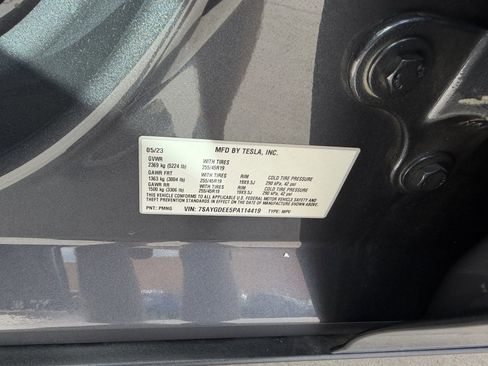 05/23 MFD BY TESLA, INC.
GVWR
2369 kg (5224 lb) WITH TIRES 255/45R19
GAWR FRT WITH TIRES RIM COLD TIRE PRESSURE
1363 kg (3004 lb) 255/45R19 19X9.5J 290 kPa, 42 psi
GAWR RR WITH TIRES RIM COLD TIRE PRESSURE
1500 kg (3306 lb) 255/45R19 19X9.5J 290 kPa, 42 psi
THIS VEHICLE CONFORMS TO ALL APPLICABLE U.S. FEDERAL MOTOR VEHICLE SAFETY AND
THEFT PREVENTION STANDARDS IN EFFECT ON THE DATE OF MANUFACTURE SHOWN ABOVE.
PNT: PMNG VIN: 7SAYGDEE5PA114419 TYPE: MPV